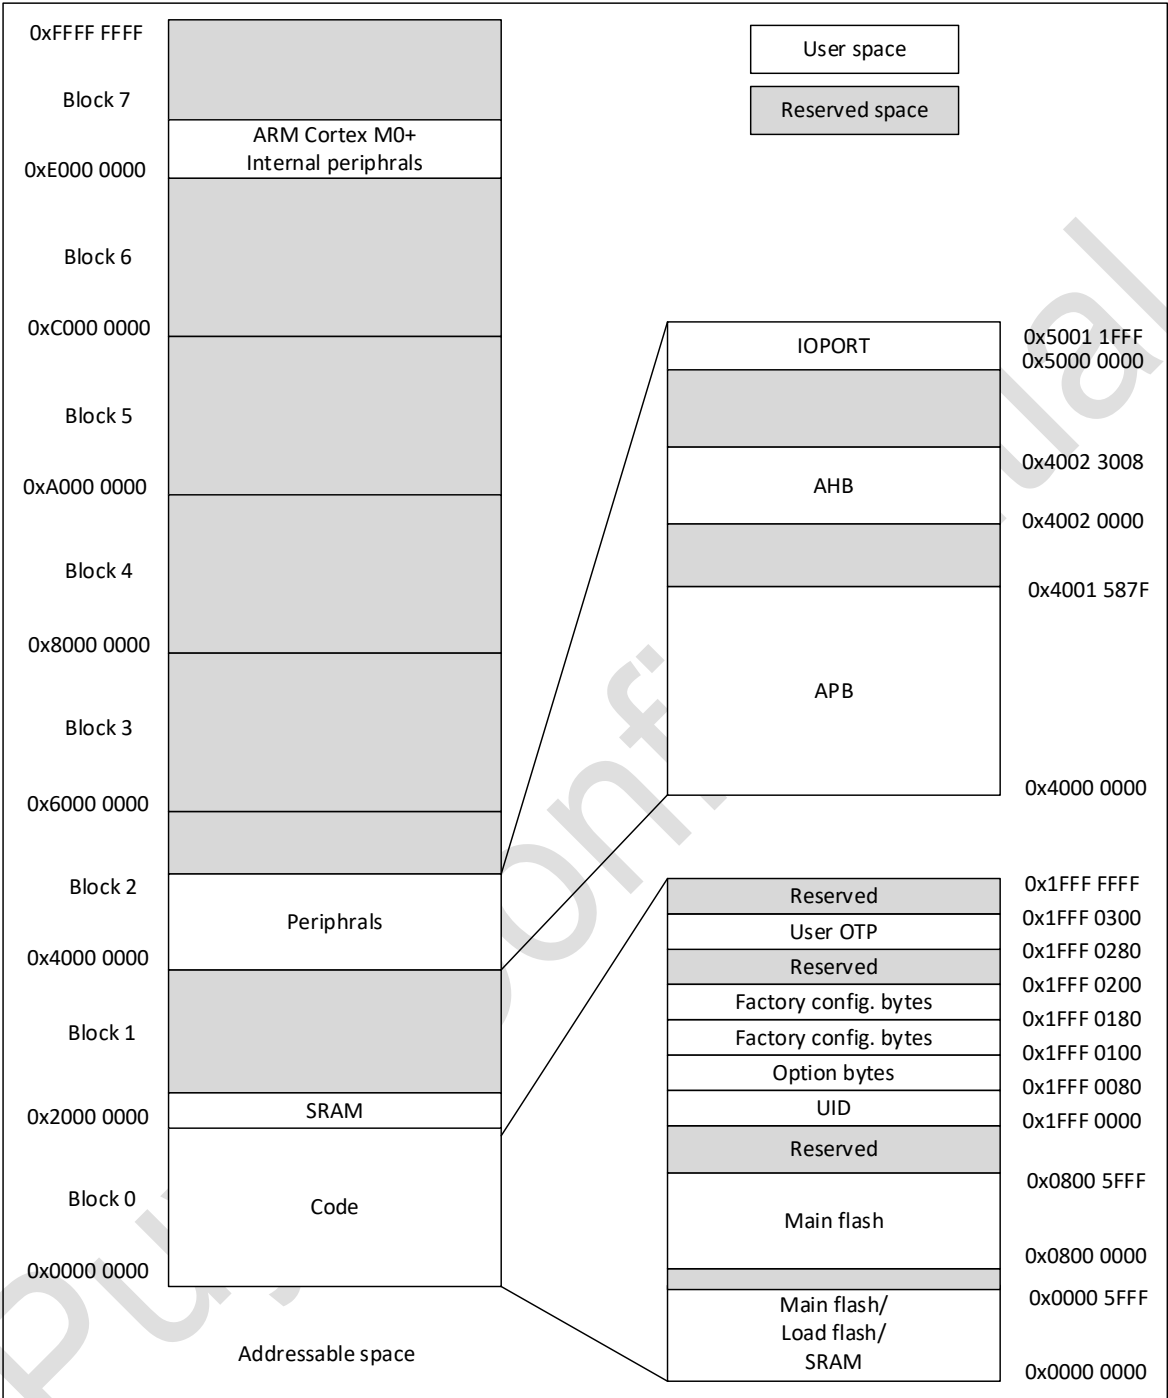 0xFFFF FFFF
Block 7
ARM Cortex M0+
Internal periphrals
0xE000 0000
Block 6
0xC000 0000
Block 5
0xA000 0000
Block 4
0x8000 0000
Block 3
0x6000 0000
Block 2
Periphrals
0x4000 0000
Block 1
SRAM
0x2000 0000
Block 0
Code
0x0000 0000
Addressable space
User space
Reserved space
IOPORT
0x5001 1FFF
0x5000 0000
0x4002 3008
AHB
0x4002 0000
0x4001 587F
APB
0x4000 0000
0x1FFF FFFF
Reserved
0x1FFF 0300
User OTP
0x1FFF 0280
Reserved
0x1FFF 0200
Factory config. bytes
0x1FFF 0180
Factory config. bytes
0x1FFF 0100
Option bytes
0x1FFF 0080
UID
0x1FFF 0000
Reserved
0x0800 5FFF
Main flash
0x0800 0000
0x0000 5FFF
Main flash/
Load flash/
SRAM
0x0000 0000